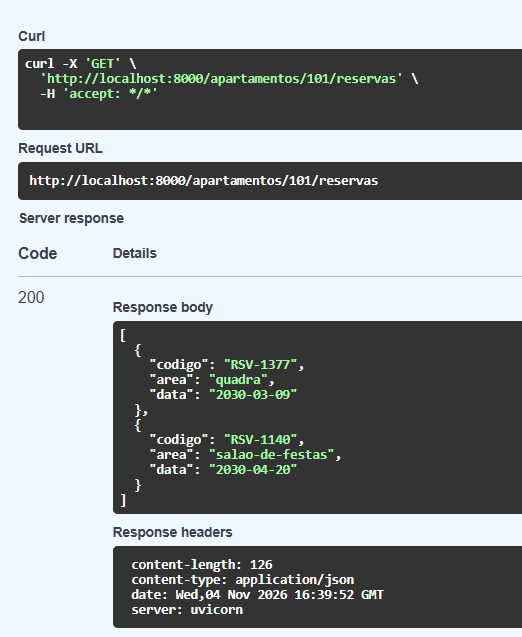 Curl
curl -X 'GET' \
  'http://localhost:8000/apartamentos/101/reservas' \
  -H 'accept: */*'
Request URL
http://localhost:8000/apartamentos/101/reservas
Server response
Code Details
200
Response body
[
  {
    "codigo": "RSV-1377",
    "area": "quadra",
    "data": "2030-03-09"
  },
  {
    "codigo": "RSV-1140",
    "area": "salao-de-festas",
    "data": "2030-04-20"
  }
]
Response headers
content-length: 126
content-type: application/json
date: Wed,04 Nov 2026 16:39:52 GMT
server: uvicorn